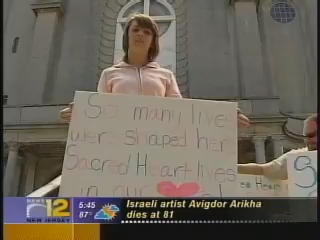 So many lives
were shaped here
Sacred Heart lives
in our
NEWS 12
NEW JERSEY
5:45
87°
Israeli artist Avigdor Arikha
dies at 81